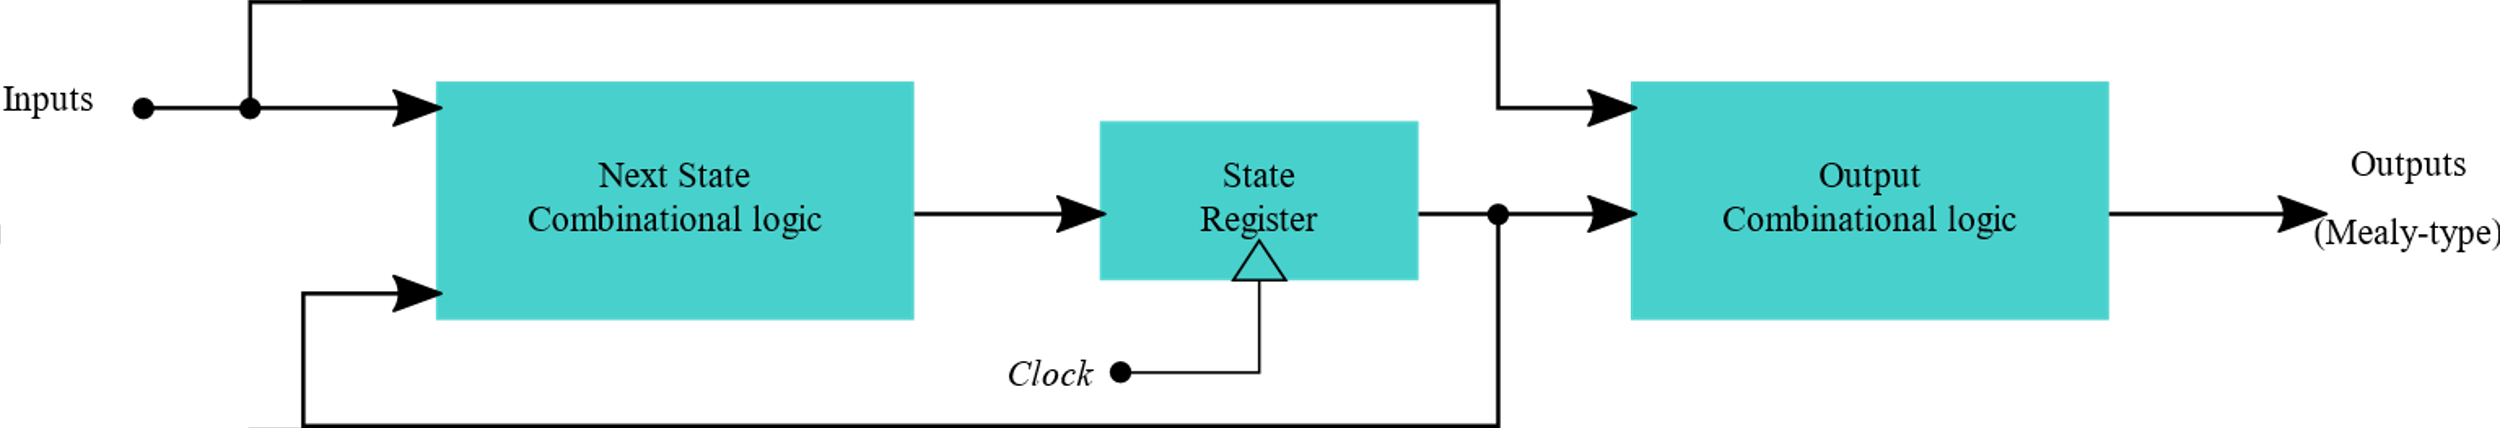 Inputs
Next State
Combinational logic
State
Register
Clock
Output
Combinational logic
Outputs
(Mealy-type)